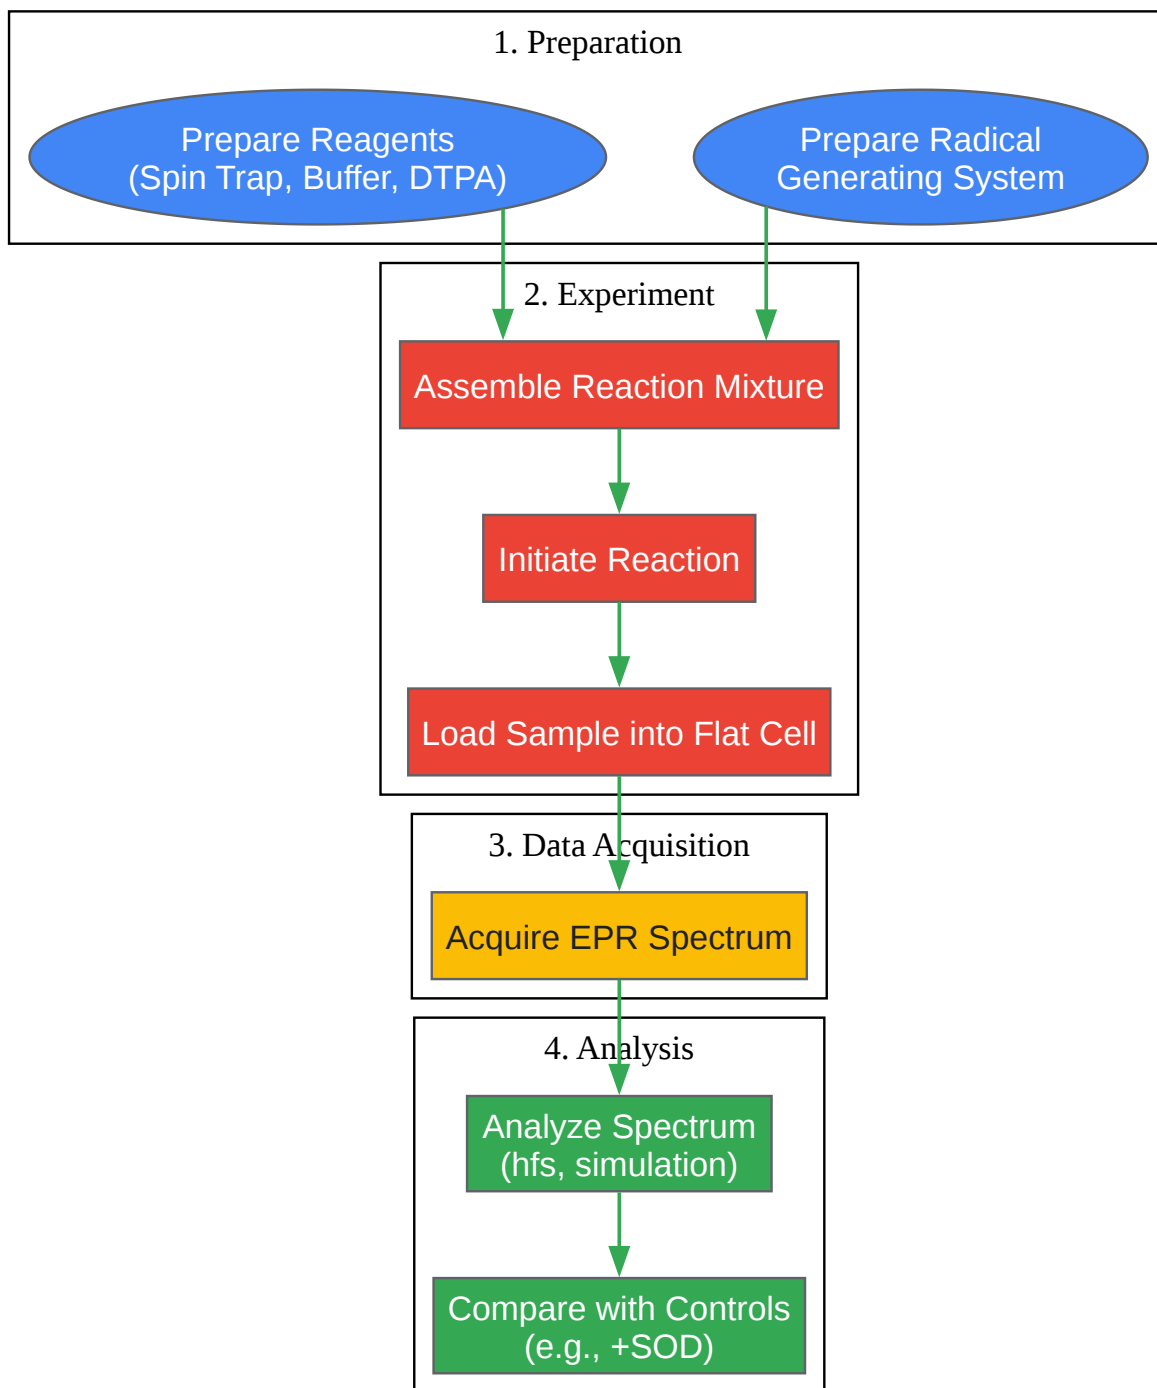 1. Preparation
Prepare Reagents
(Spin Trap, Buffer, DTPA)
Prepare Radical
Generating System
2. Experiment
Assemble Reaction Mixture
Initiate Reaction
Load Sample into Flat Cell
3. Data Acquisition
Acquire EPR Spectrum
4. Analysis
Analyze Spectrum
(hfs, simulation)
Compare with Controls
(e.g., +SOD)